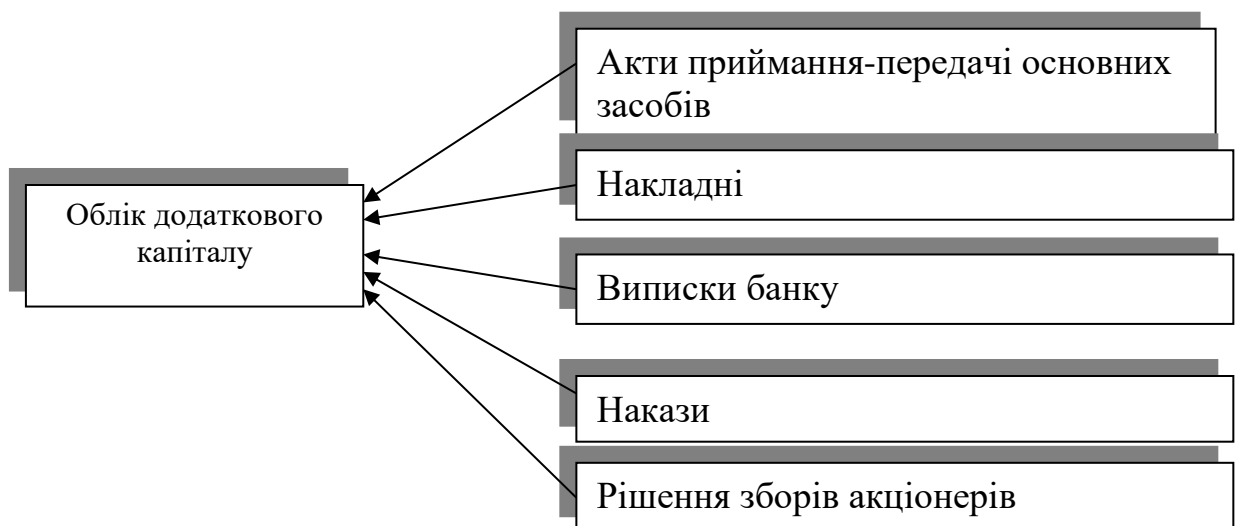 Акти приймання-передачі основних
засобів
Накладні
Облік додаткового
капіталу
Виписки банку
Накази
Рішення зборів акціонерів